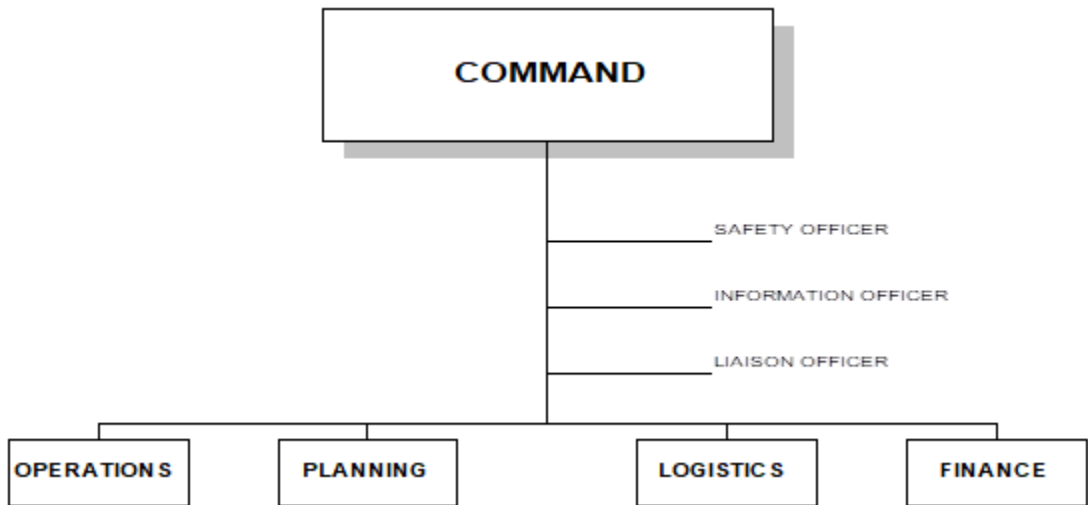 COMMAND
SAFETY OFFICER
INFORMATION OFFICER
LIAISON OFFICER
OPERATIONS
PLANNING
LOGISTICS
FINANCE